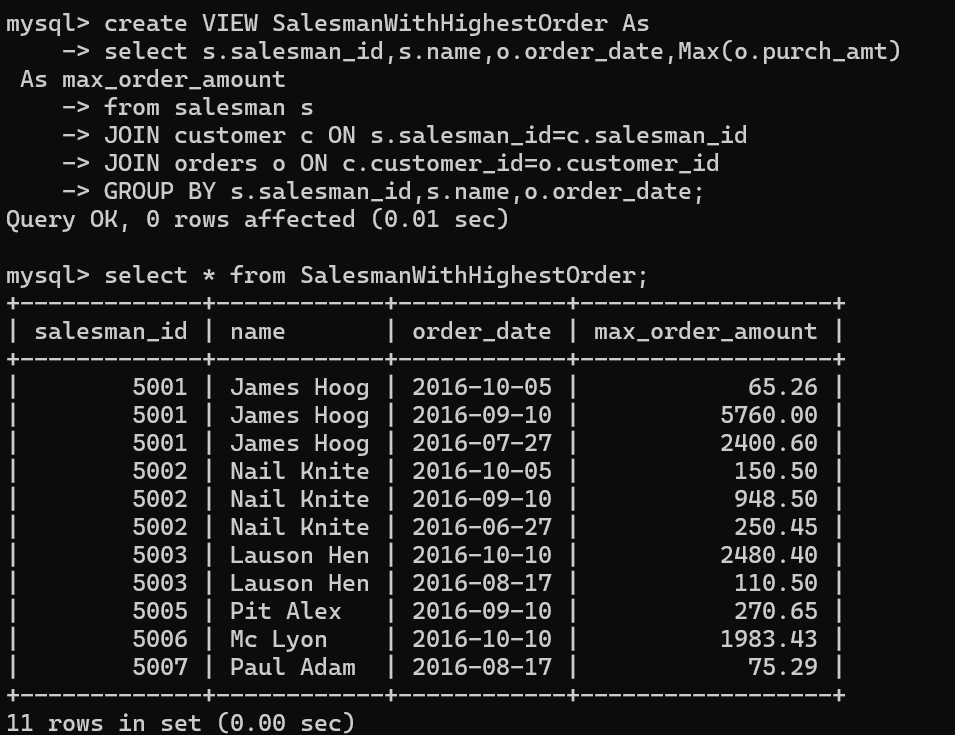 mysql> create VIEW SalesmanWithHighestOrder As
    -> select s.salesman_id,s.name,o.order_date,Max(o.purch_amt)
 As max_order_amount
    -> from salesman s
    -> JOIN customer c ON s.salesman_id=c.salesman_id
    -> JOIN orders o ON c.customer_id=o.customer_id
    -> GROUP BY s.salesman_id,s.name,o.order_date;
Query OK, 0 rows affected (0.01 sec)

mysql> select * from SalesmanWithHighestOrder;
+-------------+------------+------------+------------------+
| salesman_id | name       | order_date | max_order_amount |
+-------------+------------+------------+------------------+
|        5001 | James Hoog | 2016-10-05 |            65.26 |
|        5001 | James Hoog | 2016-09-10 |          5760.00 |
|        5001 | James Hoog | 2016-07-27 |          2400.60 |
|        5002 | Nail Knite | 2016-10-05 |           150.50 |
|        5002 | Nail Knite | 2016-09-10 |           948.50 |
|        5002 | Nail Knite | 2016-06-27 |           250.45 |
|        5003 | Lauson Hen | 2016-10-10 |          2480.40 |
|        5003 | Lauson Hen | 2016-08-17 |           110.50 |
|        5005 | Pit Alex   | 2016-09-10 |           270.65 |
|        5006 | Mc Lyon    | 2016-10-10 |          1983.43 |
|        5007 | Paul Adam  | 2016-08-17 |            75.29 |
+-------------+------------+------------+------------------+
11 rows in set (0.00 sec)